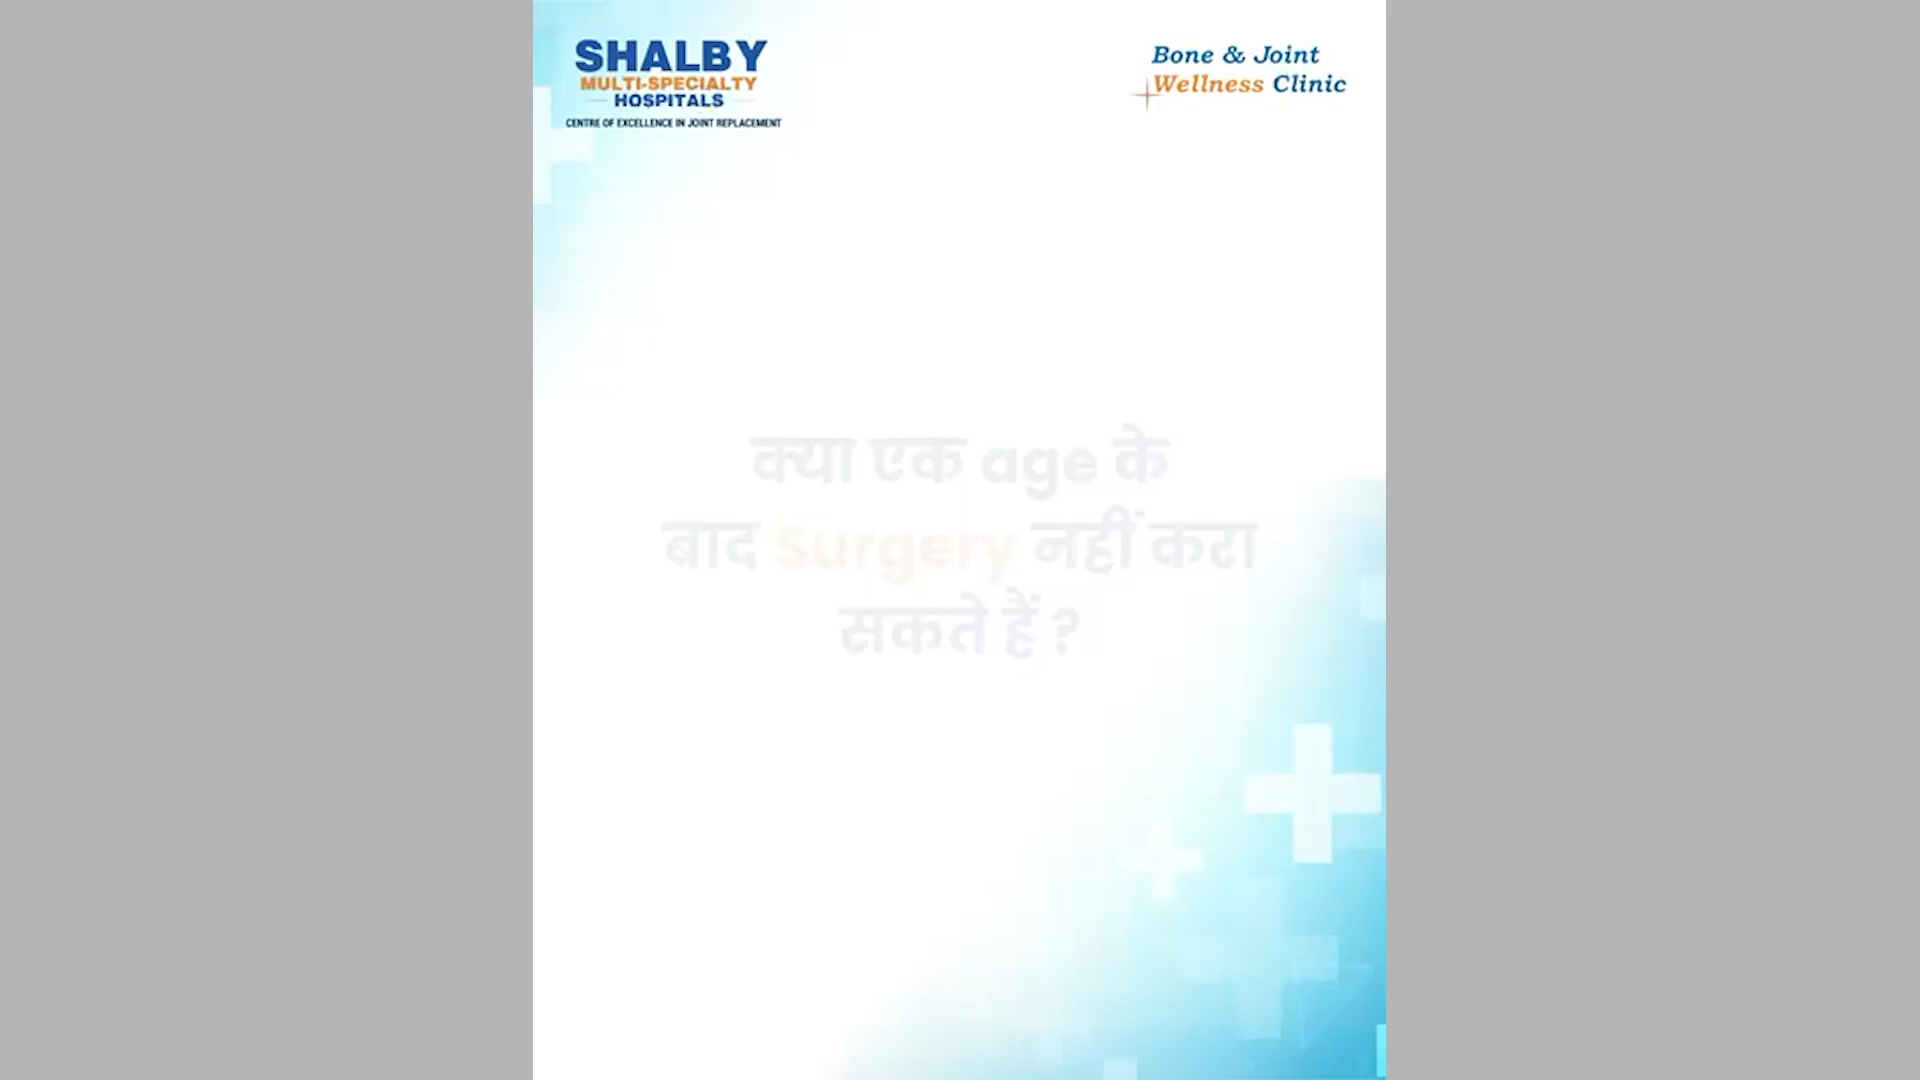 SHALBY
MULTI-SPECIALTY
HOSPITALS
CENTRE OF EXCELLENCE IN JOINT REPLACEMENT
Bone & Joint
Wellness Clinic
क्या एक age के
बाद Surgery नहीं करा
सकते हैं ?